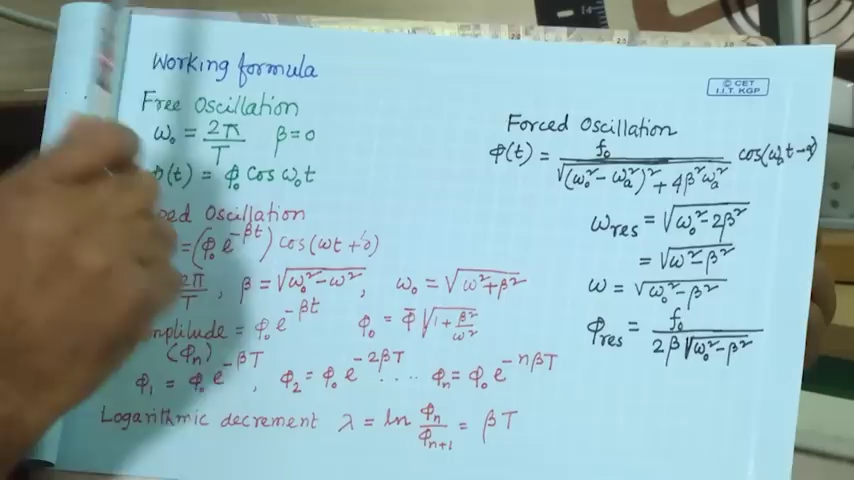 Working formula
Free Oscillation
ω₀ = 2π/T β = 0
(t) = ϕ₀ cos ω₀t
Oscillation
= (ϕ₀ e^-βt) cos(ωt + δ)
2π/T , β = √(ω₀² - ω²) , ω₀ = √(ω² + β²)
Amplitude = ϕ₀ e^-βt ϕ₀ = ϕ̄ √(1 + β²/ω²)
(ϕn)
ϕ₁ = ϕ₀ e^-βT , ϕ₂ = ϕ₀ e^-2βT .... ϕn = ϕ₀ e^-nβT
Logarithmic decrement λ = ln ϕn/ϕn+1 = βT
© CET
I.I.T. KGP
Forced Oscillation
ϕ(t) = f₀/√((ω₀² - ωa²)² + 4β²ωa²) cos(
ωres = √(ω₀² - 2β²)
= √(ω² - β²)
ω = √(ω₀² - β²)
ϕres = f₀/2β√(ω₀² - β²)
14